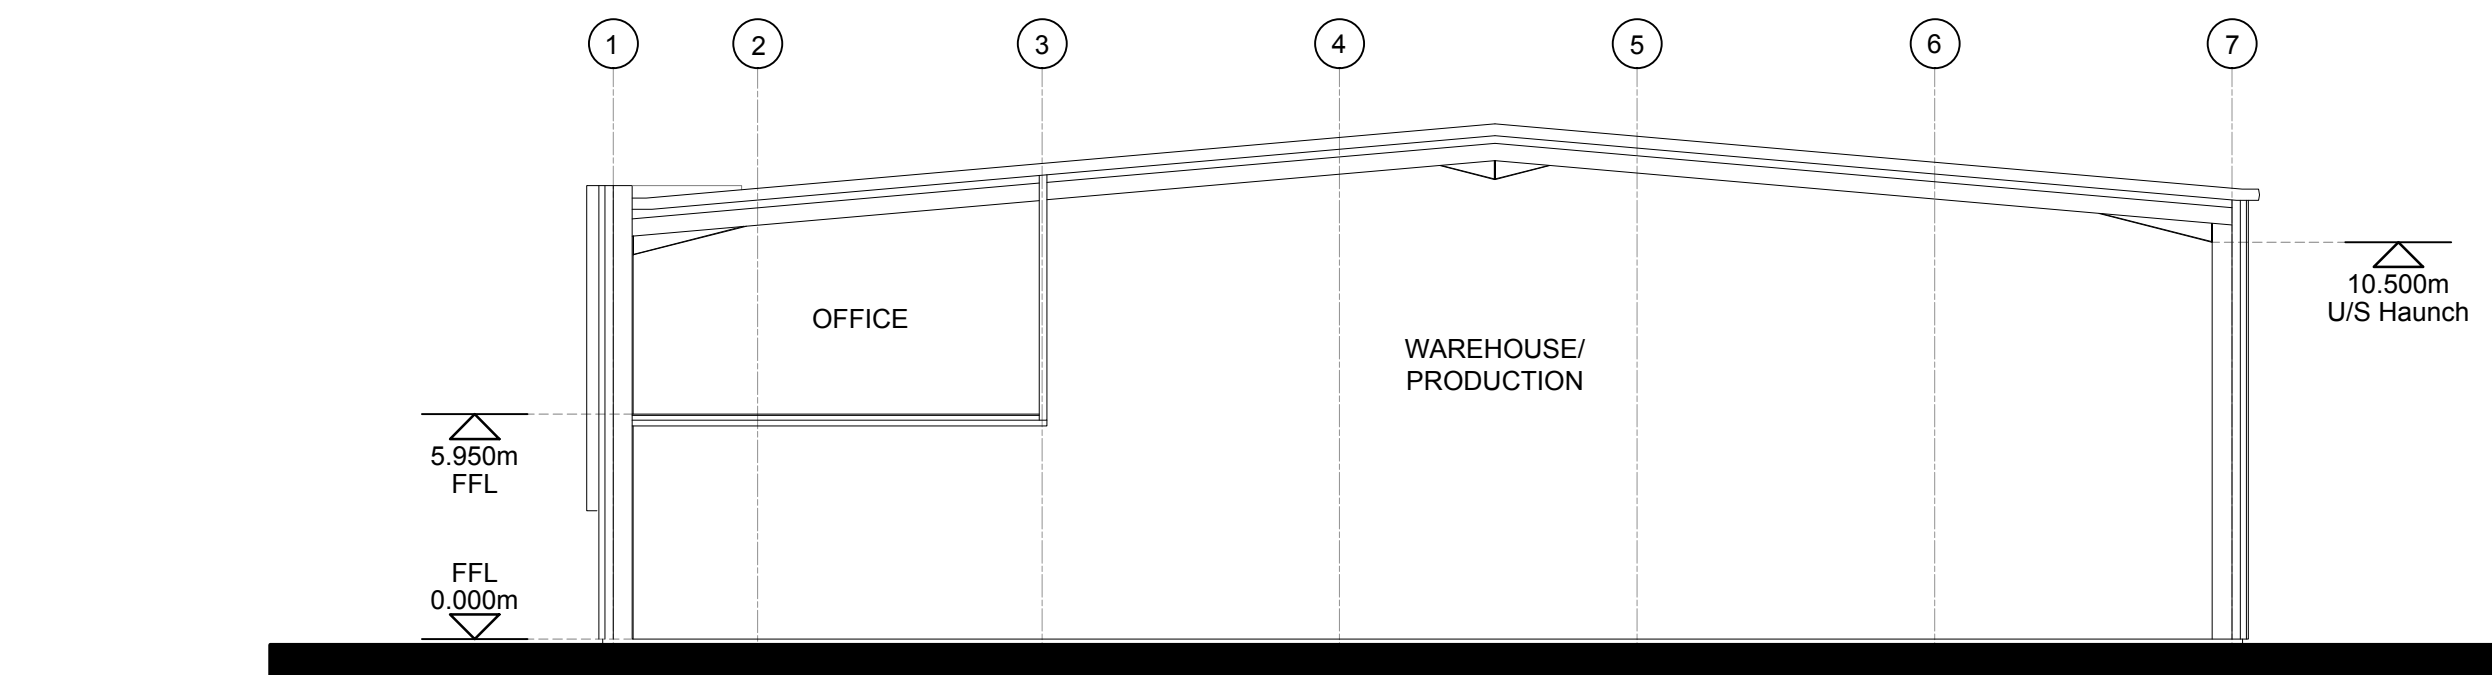 1
2
3
4
5
6
7
10.500m
U/S Haunch
OFFICE
WAREHOUSE/
PRODUCTION
5.950m
FFL
FFL
0.000m